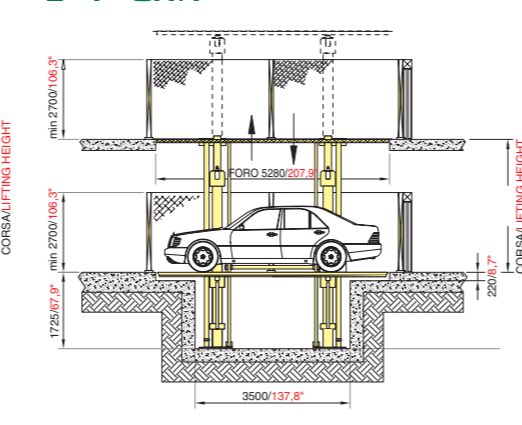 min 2700/106,3"
CORSA/LIFTING HEIGHT
FORO 5280/207,9"
min 2700/106,3"
CORSA/LIFTING HEIGHT
1725/67,9"
220/8,7"
3500/137,8"